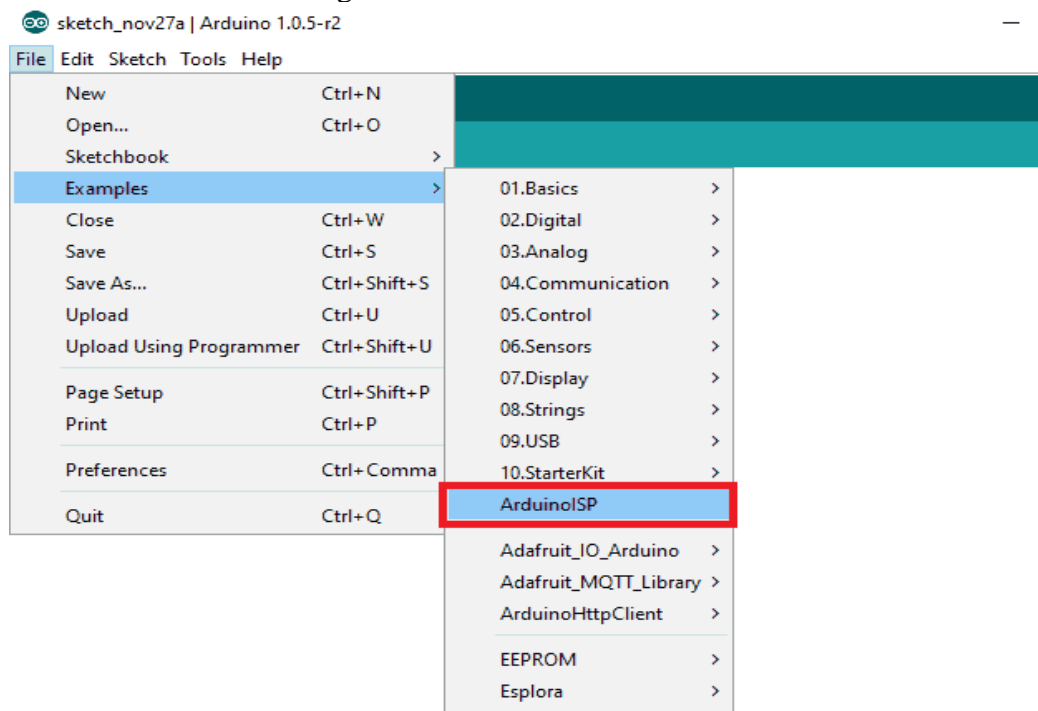 sketch_nov27a | Arduino 1.0.5-r2
File Edit Sketch Tools Help
New Ctrl+N
Open... Ctrl+O
Sketchbook >
Examples >
Close Ctrl+W
Save Ctrl+S
Save As... Ctrl+Shift+S
Upload Ctrl+U
Upload Using Programmer Ctrl+Shift+U
Page Setup Ctrl+Shift+P
Print Ctrl+P
Preferences Ctrl+Comma
Quit Ctrl+Q
01.Basics >
02.Digital >
03.Analog >
04.Communication >
05.Control >
06.Sensors >
07.Display >
08.Strings >
09.USB >
10.StarterKit >
ArduinoISP
Adafruit_IO_Arduino >
Adafruit_MQTT_Library >
ArduinoHttpClient >
EEPROM >
Esplora >